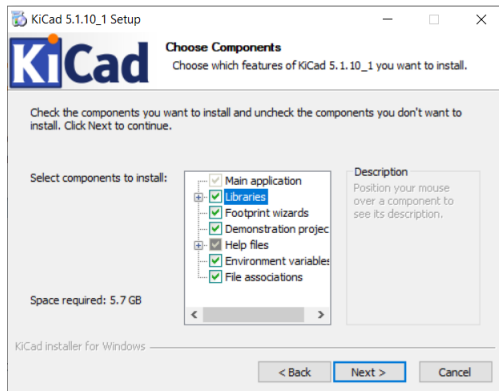 KiCad 5.1.10_1 Setup
KiCad
Choose Components
Choose which features of KiCad 5.1.10_1 you want to install.
Check the components you want to install and uncheck the components you don't want to
install. Click Next to continue.
Select components to install:
Main application
Libraries
Footprint wizards
Demonstration projec
Help files
Environment variables
File associations
Description
Position your mouse
over a component to
see its description.
Space required: 5.7 GB
KiCad installer for Windows
< Back
Next >
Cancel